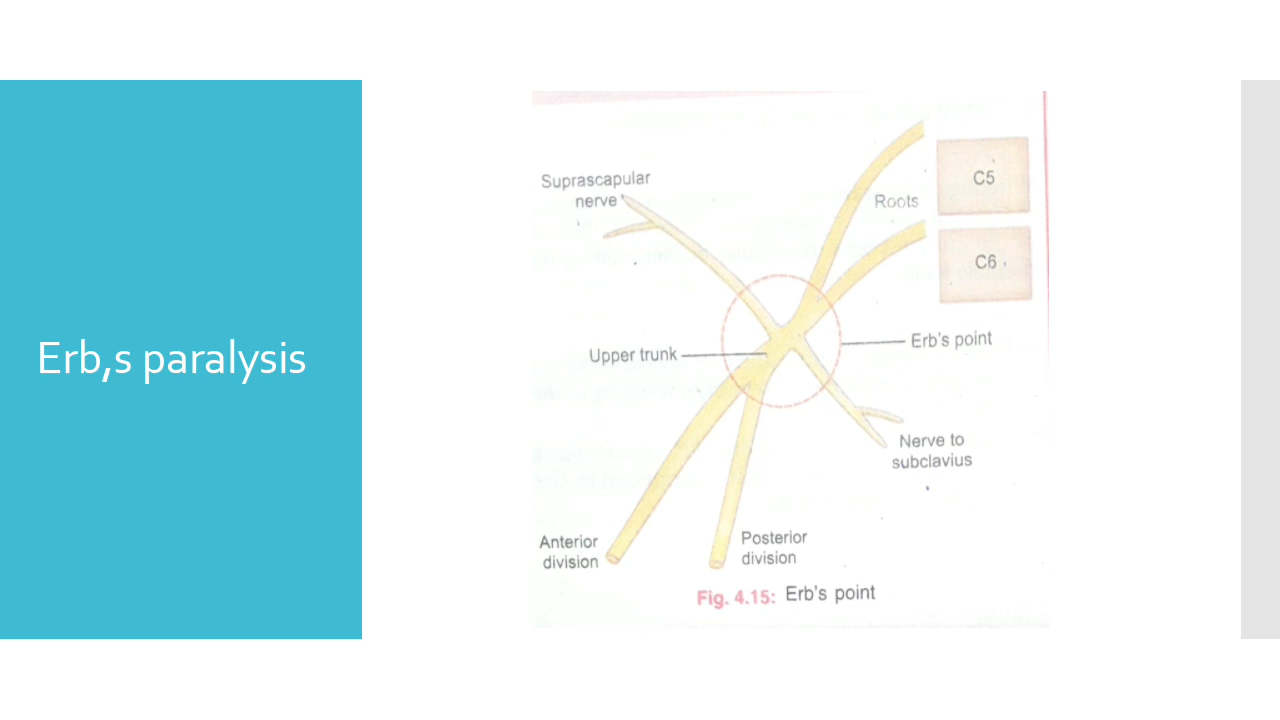 Erb,s paralysis
Suprascapular
nerve
Roots
C5
C6
Upper trunk
Erb's point
Nerve to
subclavius
Anterior
division
Posterior
division
Fig. 4.15: Erb's point